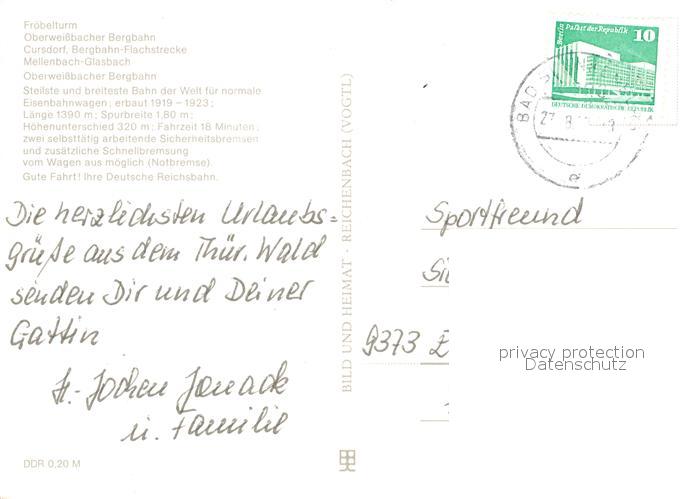 Fröbelturm
Oberweißbacher Bergbahn
Cursdorf, Bergbahn-Flachstrecke
Mellenbach-Glasbach
Oberweißbacher Bergbahn
Steilste und breiteste Bahn der Welt für normale
Eisenbahnwagen; erbaut 1919 – 1923;
Länge 1390 m; Spurbreite 1,80 m;
Höhenunterschied 320 m; Fahrzeit 18 Minuten;
zwei selbsttätig arbeitende Sicherheitsbremsen
und zusätzliche Schnellbremsung
vom Wagen aus möglich (Notbremse).
Gute Fahrt! Ihre Deutsche Reichsbahn.
Die herzlichsten Urlaubs-
grüße aus dem Thür. Wald
senden Dir und Deiner
Gattin
H.-Jochen
u. Familie
DDR 0,20 M
BILD UND HEIMAT · REICHENBACH (VOGTL)
Berlin Palast der Republik
10
DEUTSCHE DEMOKRATISCHE REPUBLIK
BAD
Sportfreund
9373
privacy protection
Datenschutz